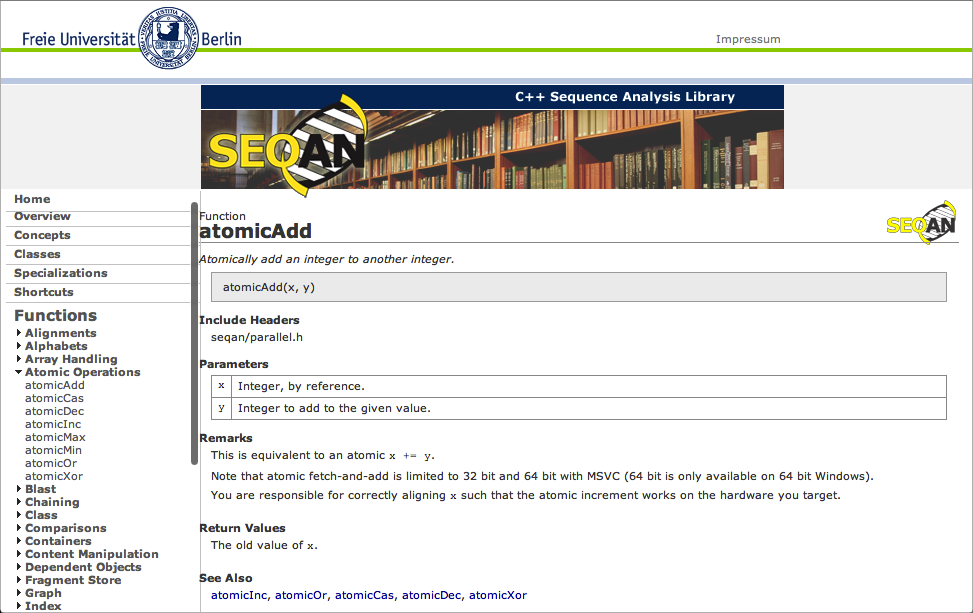 Freie Universität Berlin
Impressum
C++ Sequence Analysis Library
SEQAN
Home
Overview
Concepts
Classes
Specializations
Shortcuts
Functions
Alignments
Alphabets
Array Handling
Atomic Operations
atomicAdd
atomicCas
atomicDec
atomicInc
atomicMax
atomicMin
atomicOr
atomicXor
Blast
Chaining
Class
Comparisons
Containers
Content Manipulation
Dependent Objects
Fragment Store
Graph
Index
Function
atomicAdd
SEQAN
Atomically add an integer to another integer.
atomicAdd(x, y)
Include Headers
seqan/parallel.h
Parameters
x Integer, by reference.
y Integer to add to the given value.
Remarks
This is equivalent to an atomic x += y.
Note that atomic fetch-and-add is limited to 32 bit and 64 bit with MSVC (64 bit is only available on 64 bit Windows).
You are responsible for correctly aligning x such that the atomic increment works on the hardware you target.
Return Values
The old value of x.
See Also
atomicInc, atomicOr, atomicCas, atomicDec, atomicXor